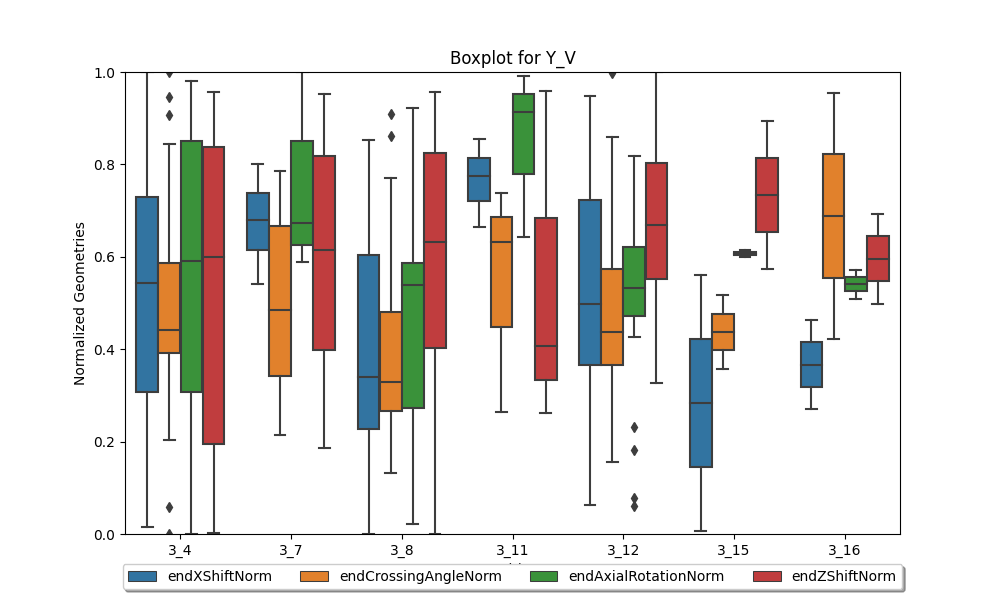 Boxplot for Y_V
Normalized Geometries
1.0
0.8
0.6
0.4
0.2
0.0
3_4 3_7 3_8 3_11 3_12 3_15 3_16
endXShiftNorm endCrossingAngleNorm endAxialRotationNorm endZShiftNorm